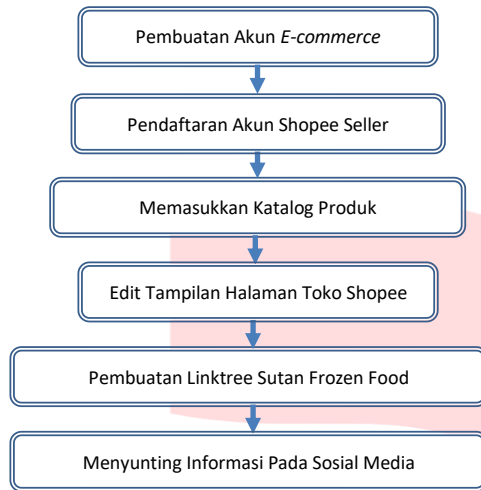 Pembuatan Akun E-commerce
Pendaftaran Akun Shopee Seller
Memasukkan Katalog Produk
Edit Tampilan Halaman Toko Shopee
Pembuatan Linktree Sutan Frozen Food
Menyunting Informasi Pada Sosial Media